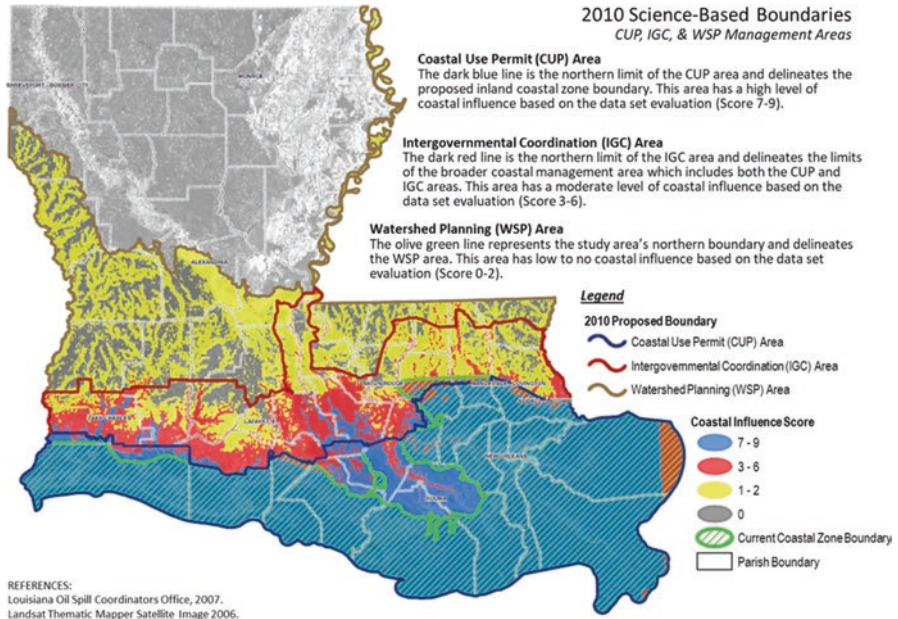 2010 Science-Based Boundaries
CUP, IGC, & WSP Management Areas
Coastal Use Permit (CUP) Area
The dark blue line is the northern limit of the CUP area and delineates the
proposed inland coastal zone boundary. This area has a high level of
coastal influence based on the data set evaluation (Score 7-9).
Intergovernmental Coordination (IGC) Area
The dark red line is the northern limit of the IGC area and delineates the limits
of the broader coastal management area which includes both the CUP and
IGC areas. This area has a moderate level of coastal influence based on the
data set evaluation (Score 3-6).
Watershed Planning (WSP) Area
The olive green line represents the study area's northern boundary and delineates
the WSP area. This area has low to no coastal influence based on the data set
evaluation (Score 0-2).
MONROE
ALEXANDRIA
LAFAYETTE
NEW ORLEANS
HOUMA
Legend
2010 Proposed Boundary
Coastal Use Permit (CUP) Area
Intergovernmental Coordination (IGC) Area
Watershed Planning (WSP) Area
Coastal Influence Score
7 - 9
3 - 6
1 - 2
0
Current Coastal Zone Boundary
Parish Boundary
REFERENCES:
Louisiana Oil Spill Coordinators Office, 2007.
Landsat Thematic Mapper Satellite Image 2006.